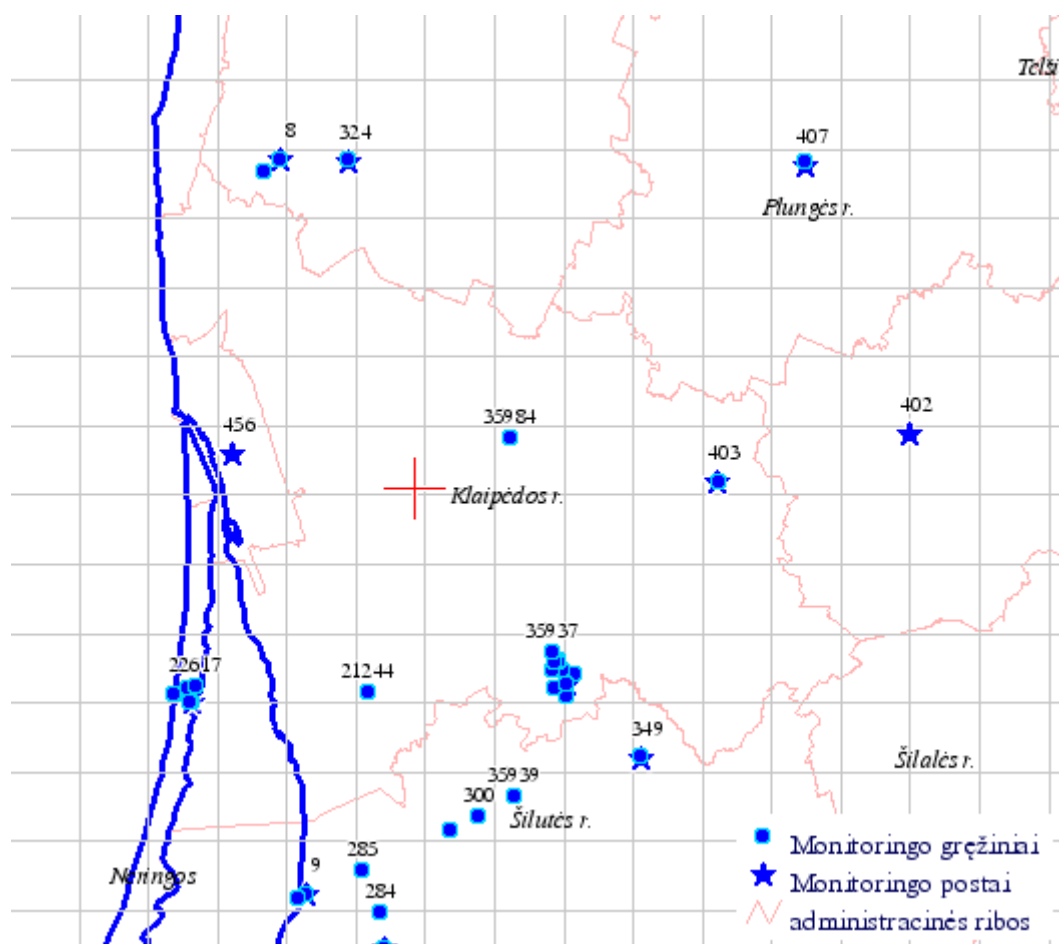 Telši
8
324
407
Plungės r.
456
35984
403
402
Klaipėdos r.
35937
22617
21244
349
Šilalės r.
35939
300
Šilutės r.
285
9
284
Neringos
Monitoringo gręžiniai
Monitoringo postai
administracinės ribos